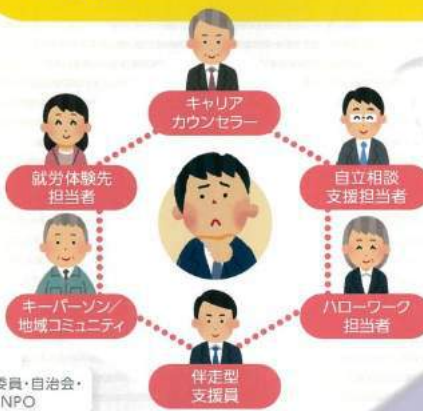 キャリア
カウンセラー
就労体験先
担当者
自立相談
支援担当者
キーパーソン/
地域コミュニティ
ハローワーク
担当者
伴走型
支援員
委員・自治会・
NPO